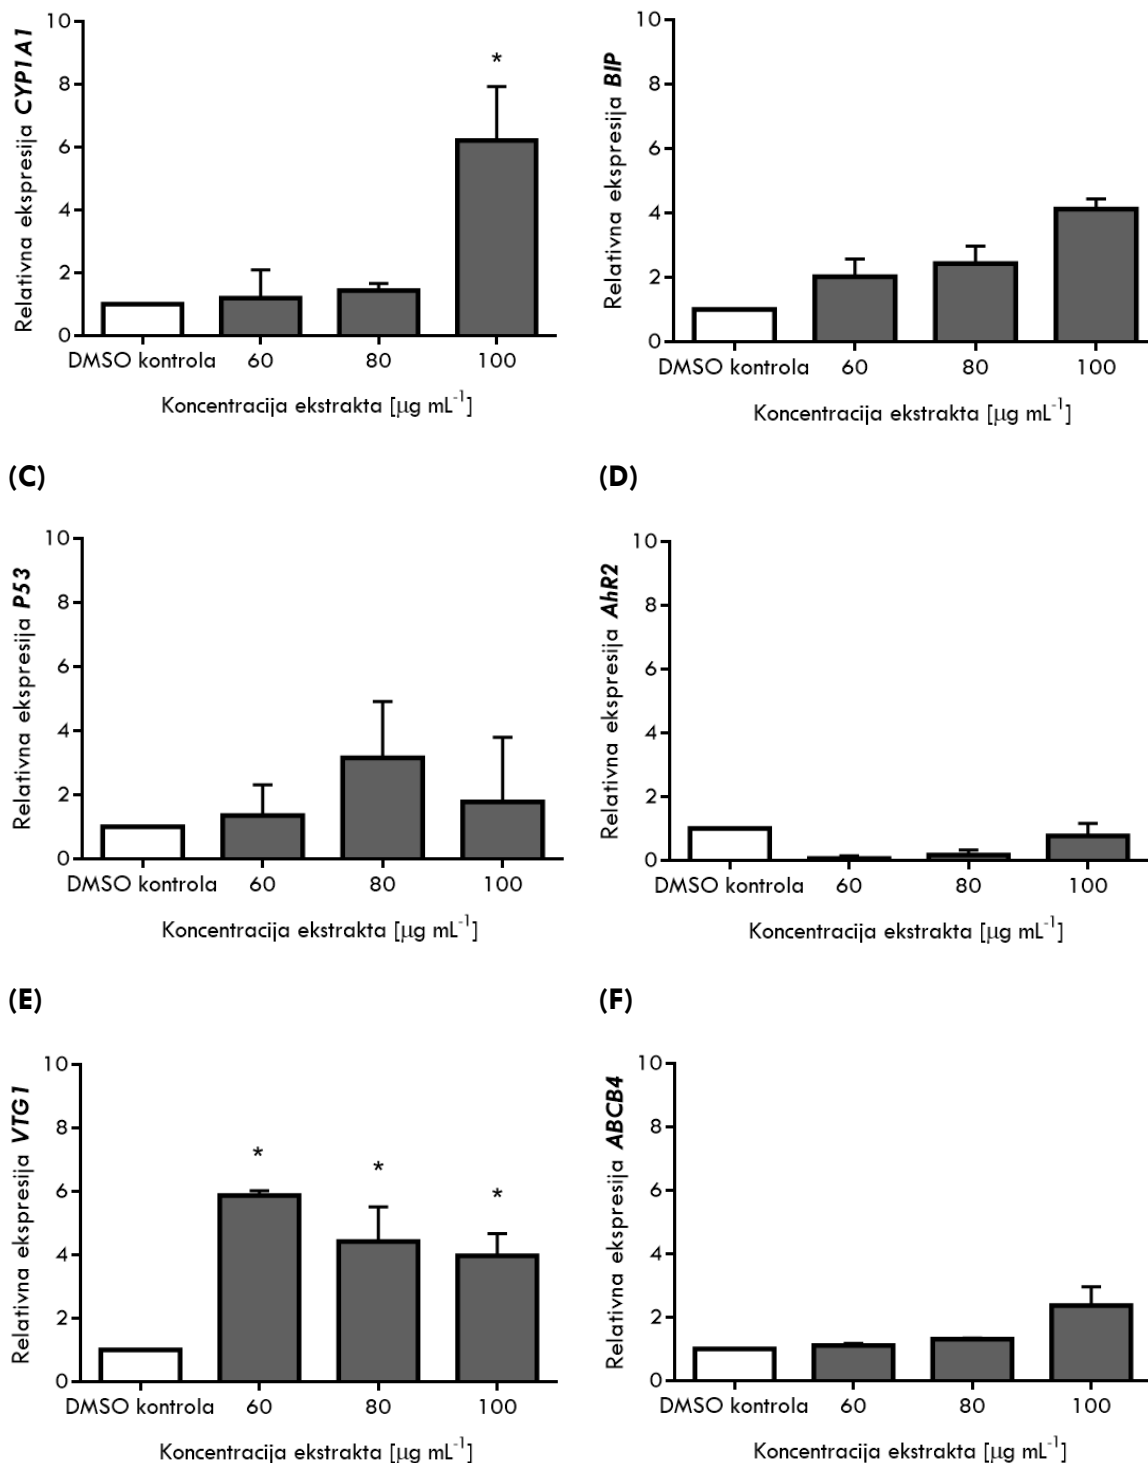 Relativna ekspresija CYP1A1
10
8
6
4
2
0
*
DMSO kontrola 60 80 100
Koncentracija ekstrakta [µg mL-1]
Relativna ekspresija BIP
10
8
6
4
2
0
DMSO kontrola 60 80 100
Koncentracija ekstrakta [µg mL-1]
(C)
Relativna ekspresija P53
10
8
6
4
2
0
DMSO kontrola 60 80 100
Koncentracija ekstrakta [µg mL-1]
(D)
Relativna ekspresija AhR2
10
8
6
4
2
0
DMSO kontrola 60 80 100
Koncentracija ekstrakta [µg mL-1]
(E)
Relativna ekspresija VTG1
10
8
6
4
2
0
* * *
DMSO kontrola 60 80 100
Koncentracija ekstrakta [µg mL-1]
(F)
Relativna ekspresija ABCB4
10
8
6
4
2
0
DMSO kontrola 60 80 100
Koncentracija ekstrakta [µg mL-1]